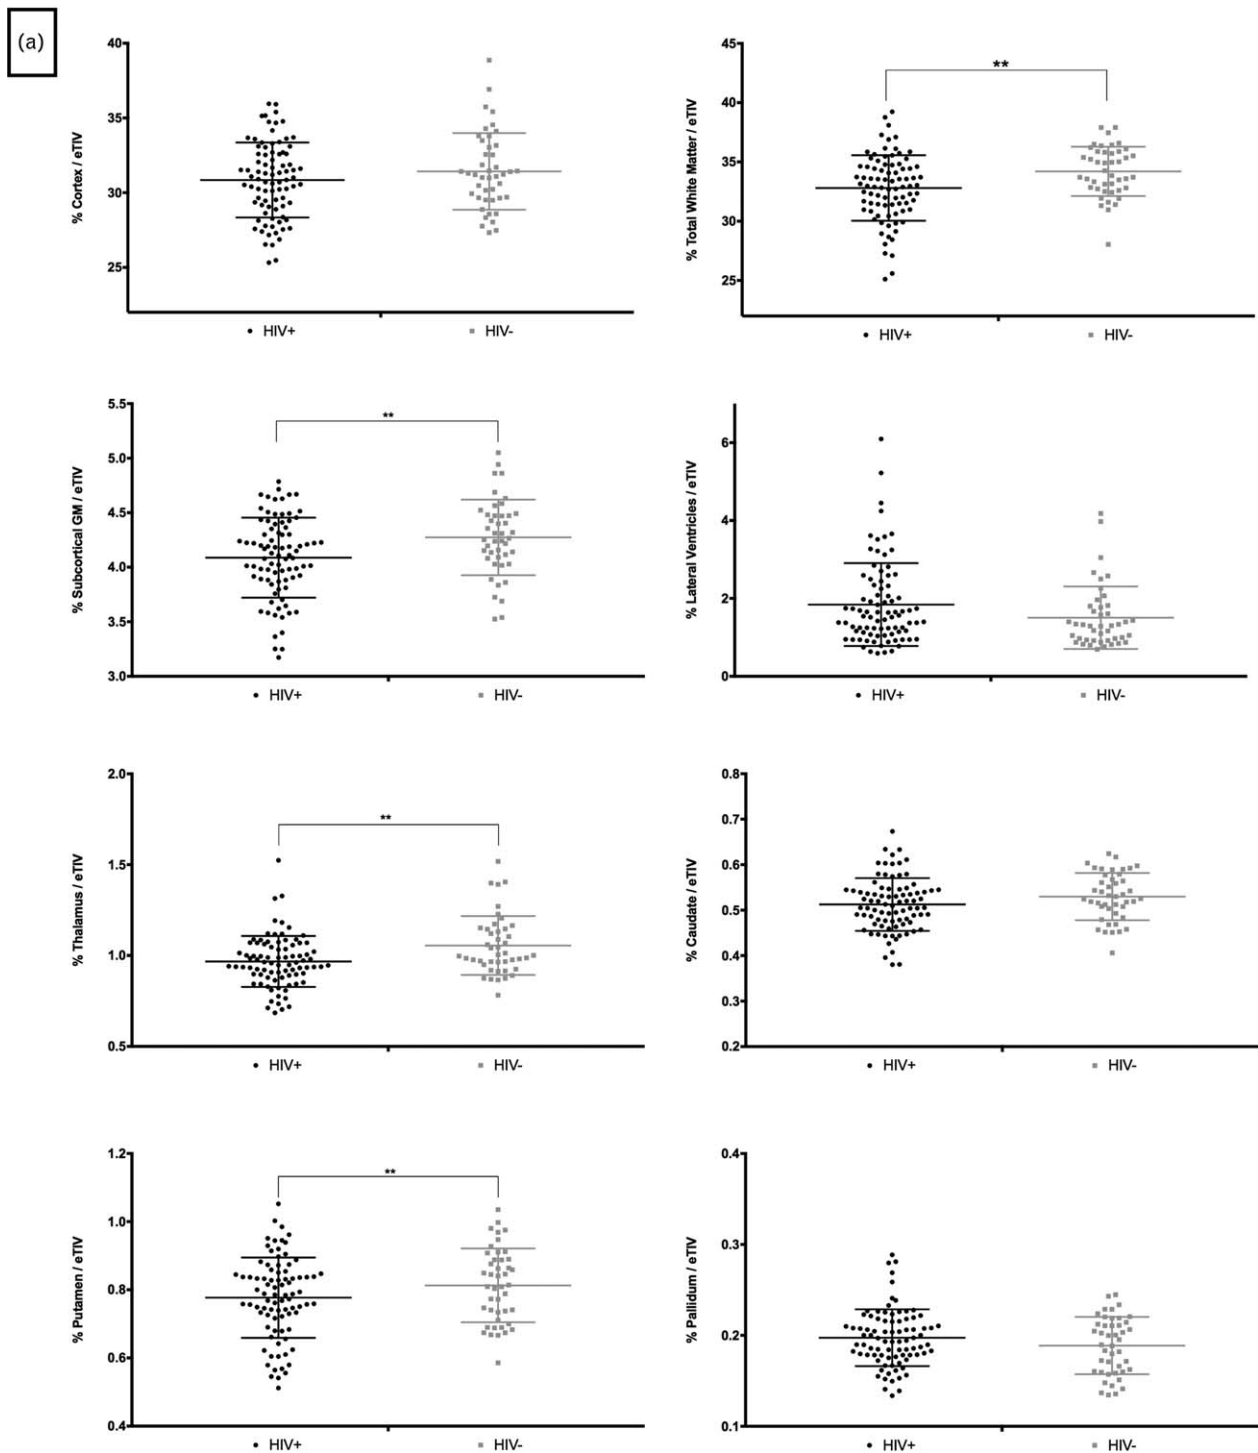 (a)
% Cortex / eTIV
40
35
30
25
HIV+
HIV-
% Total White Matter / eTIV
45
40
35
30
25
**
HIV+
HIV-
% Subcortical GM / eTIV
5.5
5.0
4.5
4.0
3.5
3.0
**
HIV+
HIV-
% Lateral Ventricles / eTIV
6
4
2
0
HIV+
HIV-
% Thalamus / eTIV
2.0
1.5
1.0
0.5
**
HIV+
HIV-
% Caudate / eTIV
0.8
0.7
0.6
0.5
0.4
0.3
0.2
HIV+
HIV-
% Putamen / eTIV
1.2
1.0
0.8
0.6
0.4
**
HIV+
HIV-
% Pallidum / eTIV
0.4
0.3
0.2
0.1
HIV+
HIV-